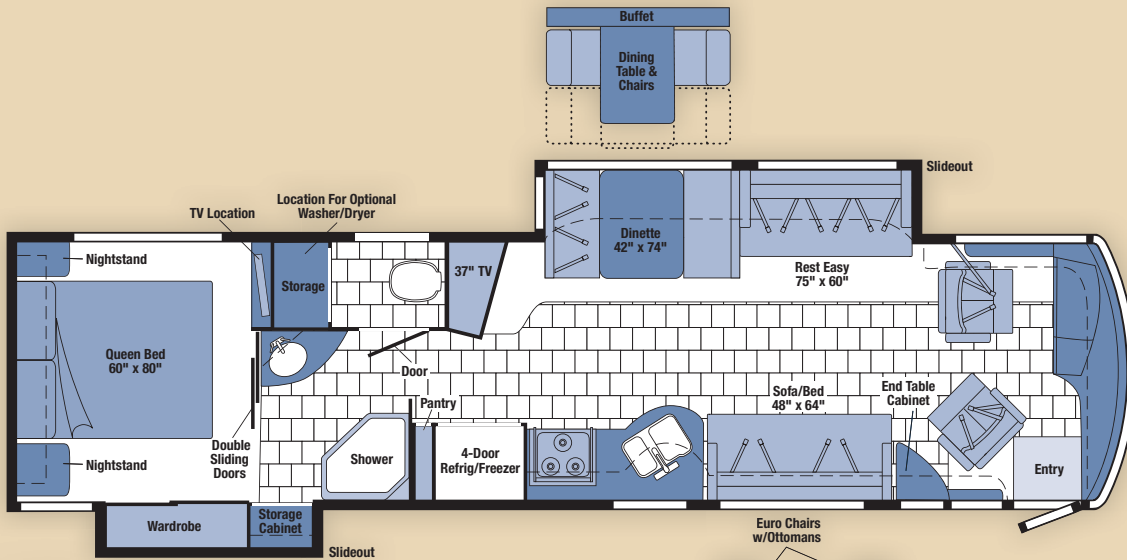 Buffet
Dining
Table &
Chairs
Slideout
Location For Optional
Washer/Dryer
TV Location
Nightstand
Storage
37" TV
Dinette
42" x 74"
Rest Easy
75" x 60"
Queen Bed
60" x 80"
Door
Sofa/Bed
48" x 64"
End Table
Cabinet
Pantry
Double
Sliding
Doors
Shower
4-Door
Refrig/Freezer
Nightstand
Entry
Wardrobe
Storage
Cabinet
Slideout
Euro Chairs
w/Ottomans